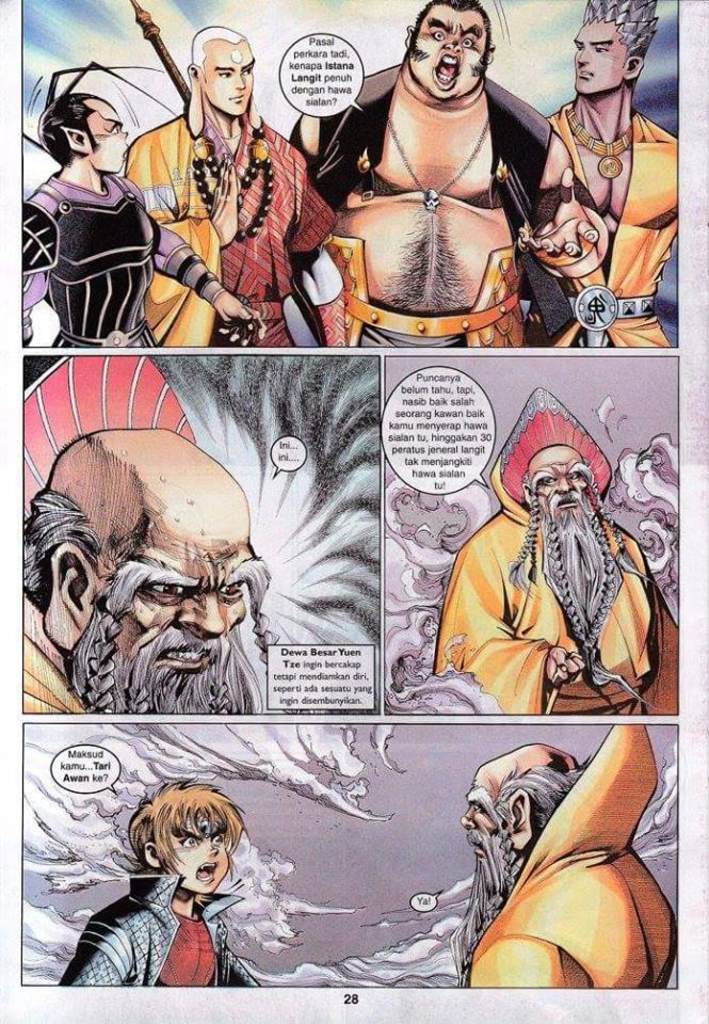 Pasal
perkara tadi,
kenapa Istana
Langit penuh
dengan hawa
sialan?
Ini...
ini....
Dewa Besar Yuen
Tze ingin bercakap
tetapi mendiamkan diri,
seperti ada sesuatu yang
ingin disembunyikan.
Puncanya
belum tahu, tapi,
nasib baik salah
seorang kawan baik
kamu menyerap hawa
sialan tu, hinggakan 30
peratus jeneral langit
tak menjangkiti
hawa sialan
tu!
Maksud
kamu...Tari
Awan ke?
Ya!
28